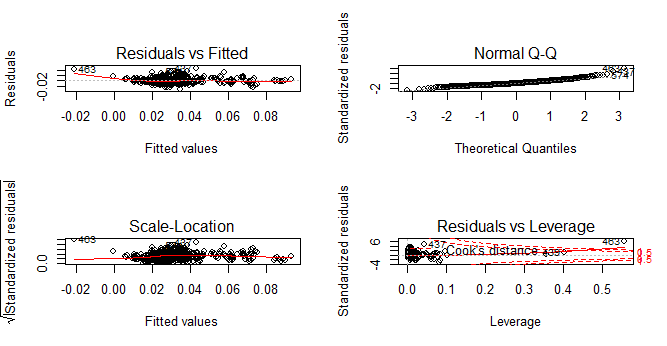 Residuals vs Fitted
Residuals
-0.02
463
437
-0.02 0.00 0.02 0.04 0.06 0.08
Fitted values
Normal Q-Q
Standardized residuals
-2
463
-3 -2 -1 0 1 2 3
Theoretical Quantiles
Scale-Location
√|Standardized residuals|
0.0
463
437
-0.02 0.00 0.02 0.04 0.06 0.08
Fitted values
Residuals vs Leverage
Standardized residuals
6
-4
437
Cook's distance
463
0.0 0.1 0.2 0.3 0.4 0.5
Leverage